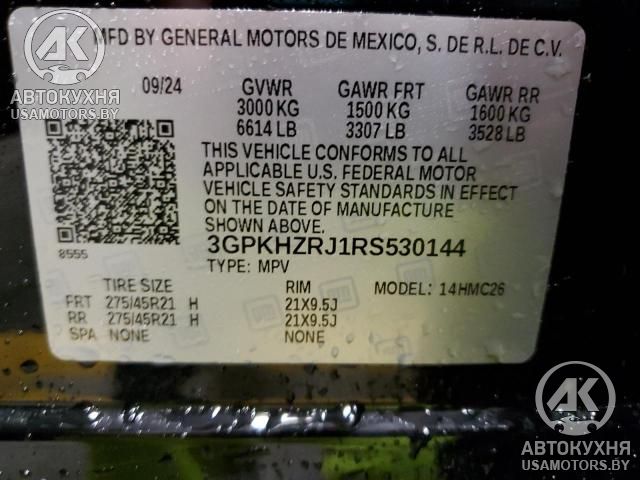 MFD BY GENERAL MOTORS DE MEXICO, S. DE R.L. DE C.V.
09/24 GVWR GAWR FRT GAWR RR
3000 KG 1500 KG 1600 KG
6614 LB 3307 LB 3528 LB
THIS VEHICLE CONFORMS TO ALL
APPLICABLE U.S. FEDERAL MOTOR
VEHICLE SAFETY STANDARDS IN EFFECT
ON THE DATE OF MANUFACTURE
SHOWN ABOVE.
8555 3GPKHZRJ1RS530144
TYPE: MPV
TIRE SIZE RIM MODEL: 14HMC26
FRT 275/45R21 H 21X9.5J
RR 275/45R21 H 21X9.5J
SPA NONE NONE
АК
АВТОКУХНЯ
USAMOTORS.BY
АК
АВТОКУХНЯ
USAMOTORS.BY